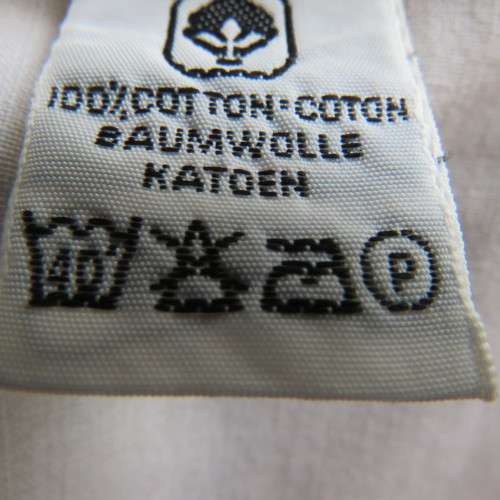 100% COTTON=COTON
BAUMWOLLE
KATOEN
40
P